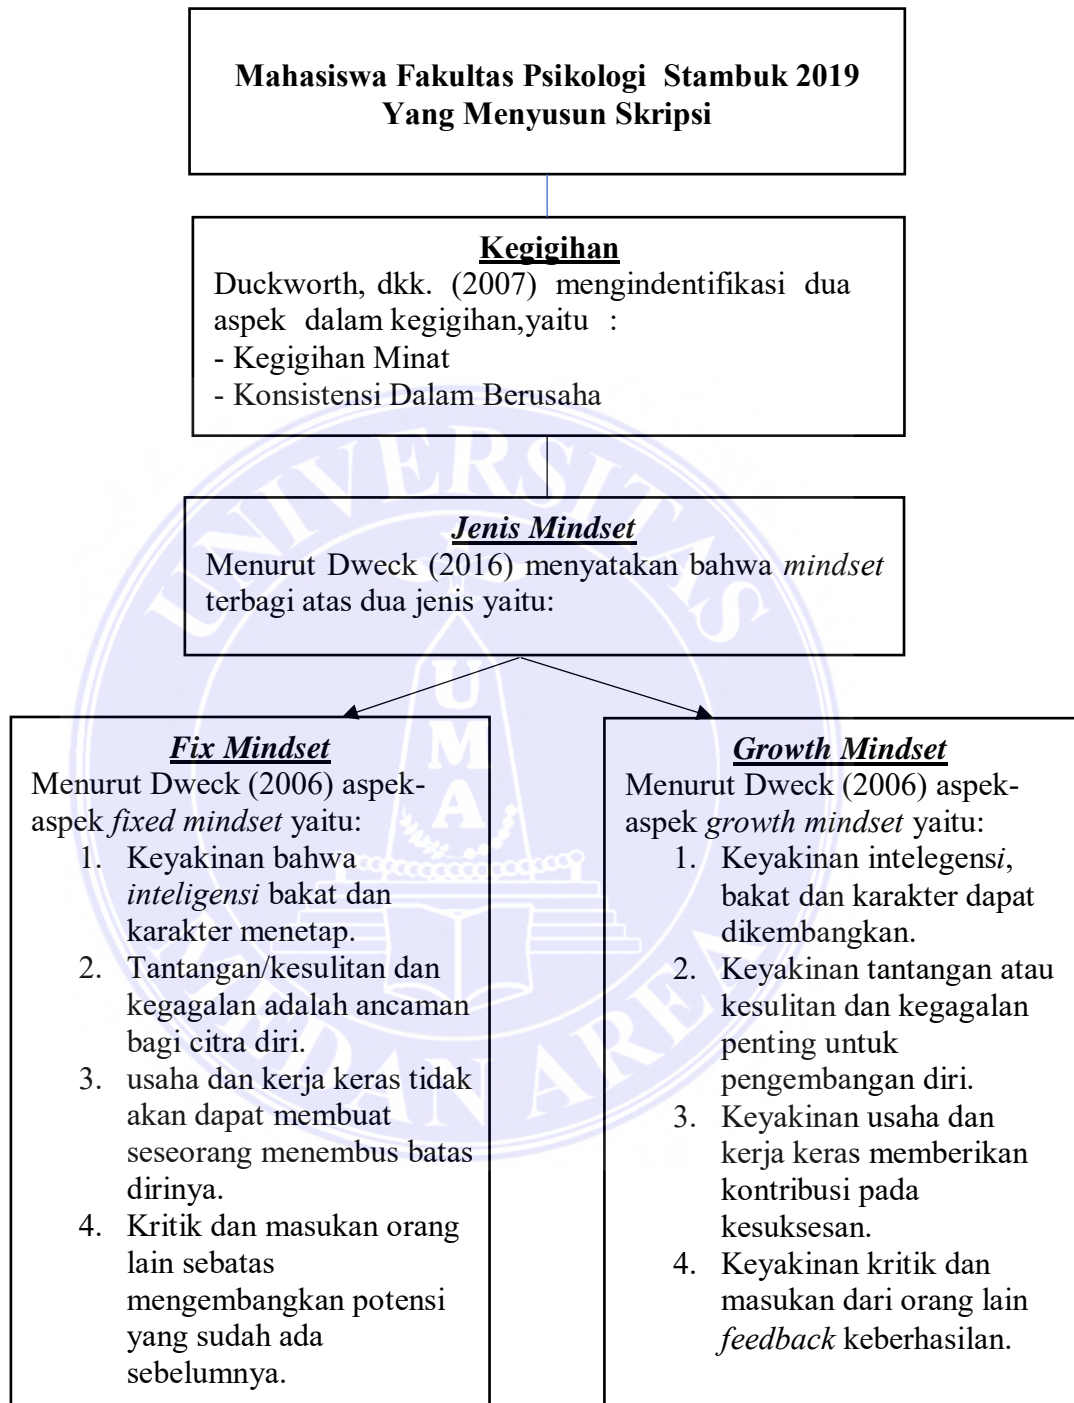 Mahasiswa Fakultas Psikologi Stambuk 2019
Yang Menyusun Skripsi
Kegigihan
Duckworth, dkk. (2007) mengindentifikasi dua
aspek dalam kegigihan,yaitu :
- Kegigihan Minat
- Konsistensi Dalam Berusaha
Jenis Mindset
Menurut Dweck (2016) menyatakan bahwa mindset
terbagi atas dua jenis yaitu:
Fix Mindset
Menurut Dweck (2006) aspek-
aspek fixed mindset yaitu:
1. Keyakinan bahwa
inteligensi bakat dan
karakter menetap.
2. Tantangan/kesulitan dan
kegagalan adalah ancaman
bagi citra diri.
3. usaha dan kerja keras tidak
akan dapat membuat
seseorang menembus batas
dirinya.
4. Kritik dan masukan orang
lain sebatas
mengembangkan potensi
yang sudah ada
sebelumnya.
Growth Mindset
Menurut Dweck (2006) aspek-
aspek growth mindset yaitu:
1. Keyakinan intelegensi,
bakat dan karakter dapat
dikembangkan.
2. Keyakinan tantangan atau
kesulitan dan kegagalan
penting untuk
pengembangan diri.
3. Keyakinan usaha dan
kerja keras memberikan
kontribusi pada
kesuksesan.
4. Keyakinan kritik dan
masukan dari orang lain
feedback keberhasilan.
UNIVERSITAS
MEDAN AREA
UMA